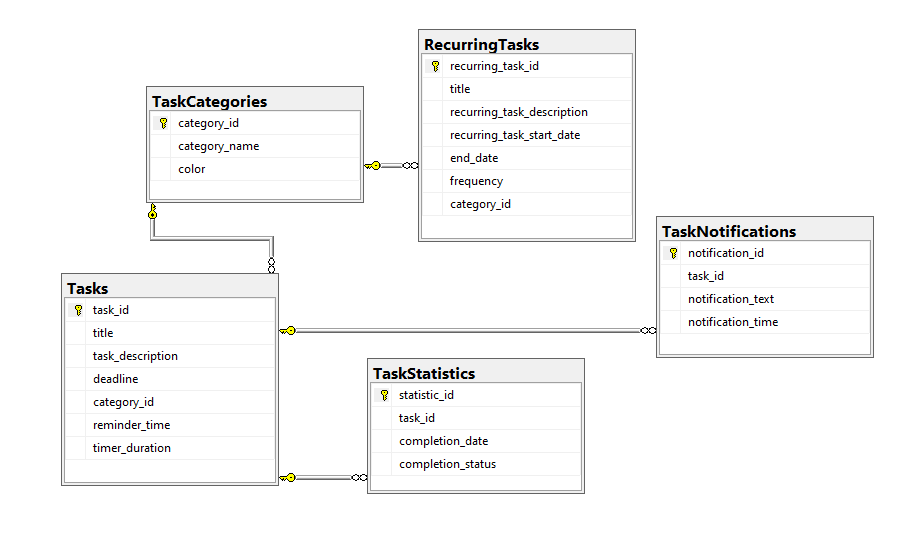 RecurringTasks
recurring_task_id
title
recurring_task_description
recurring_task_start_date
end_date
frequency
category_id
TaskCategories
category_id
category_name
color
TaskNotifications
notification_id
task_id
notification_text
notification_time
Tasks
task_id
title
task_description
deadline
category_id
reminder_time
timer_duration
TaskStatistics
statistic_id
task_id
completion_date
completion_status